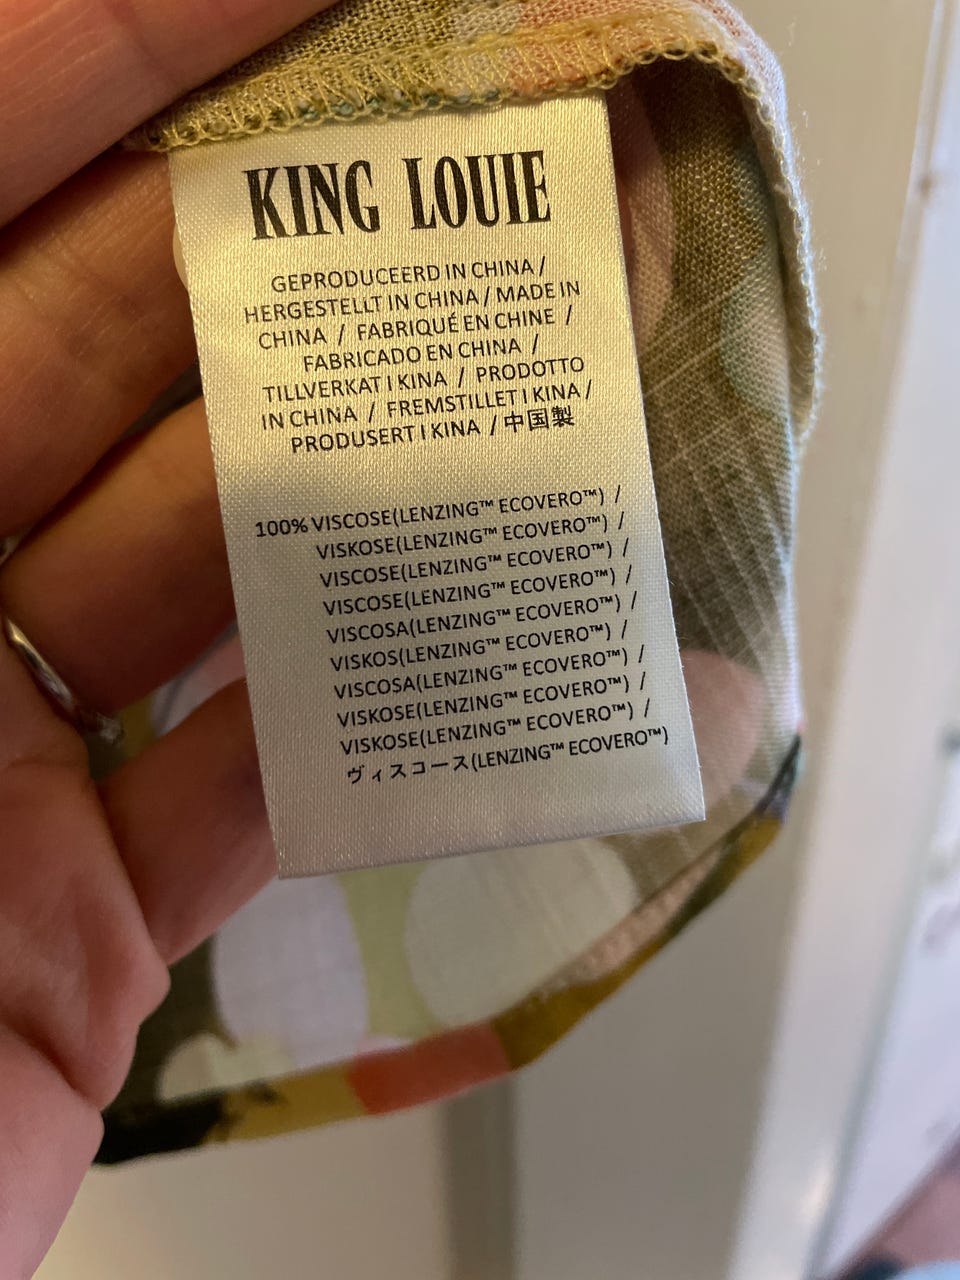 KING LOUIE
GEPRODUCEERD IN CHINA /
HERGESTELLT IN CHINA / MADE IN
CHINA / FABRIQUÉ EN CHINE /
FABRICADO EN CHINA /
TILLVERKAT I KINA / PRODOTTO
IN CHINA / FREMSTILLET I KINA /
PRODUSERT I KINA / 中国製
100% VISCOSE(LENZING™ ECOVERO™) /
VISKOSE(LENZING™ ECOVERO™) /
VISCOSE(LENZING™ ECOVERO™) /
VISCOSE(LENZING™ ECOVERO™) /
VISCOSA(LENZING™ ECOVERO™) /
VISKOS(LENZING™ ECOVERO™) /
VISCOSA(LENZING™ ECOVERO™) /
VISKOSE(LENZING™ ECOVERO™) /
VISKOSE(LENZING™ ECOVERO™) /
ヴィスコース(LENZING™ ECOVERO™)